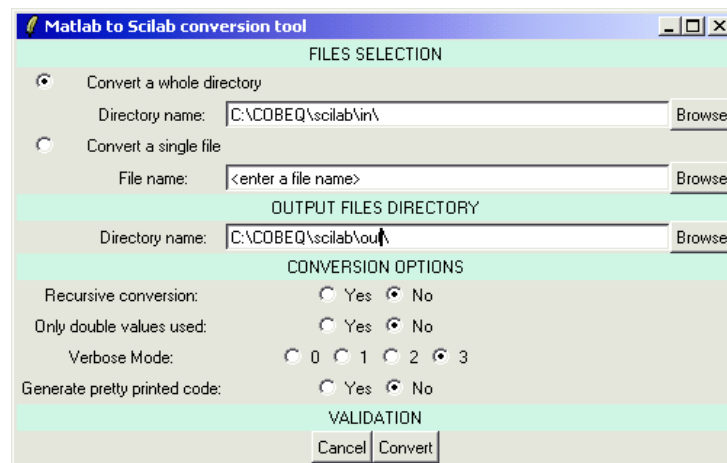 Matlab to Scilab conversion tool
FILES SELECTION
Convert a whole directory
Directory name: C:\COBEQ\scilab\in\ Browse
Convert a single file
File name: <enter a file name> Browse
OUTPUT FILES DIRECTORY
Directory name: C:\COBEQ\scilab\out\ Browse
CONVERSION OPTIONS
Recursive conversion: Yes No
Only double values used: Yes No
Verbose Mode: 0 1 2 3
Generate pretty printed code: Yes No
VALIDATION
Cancel Convert